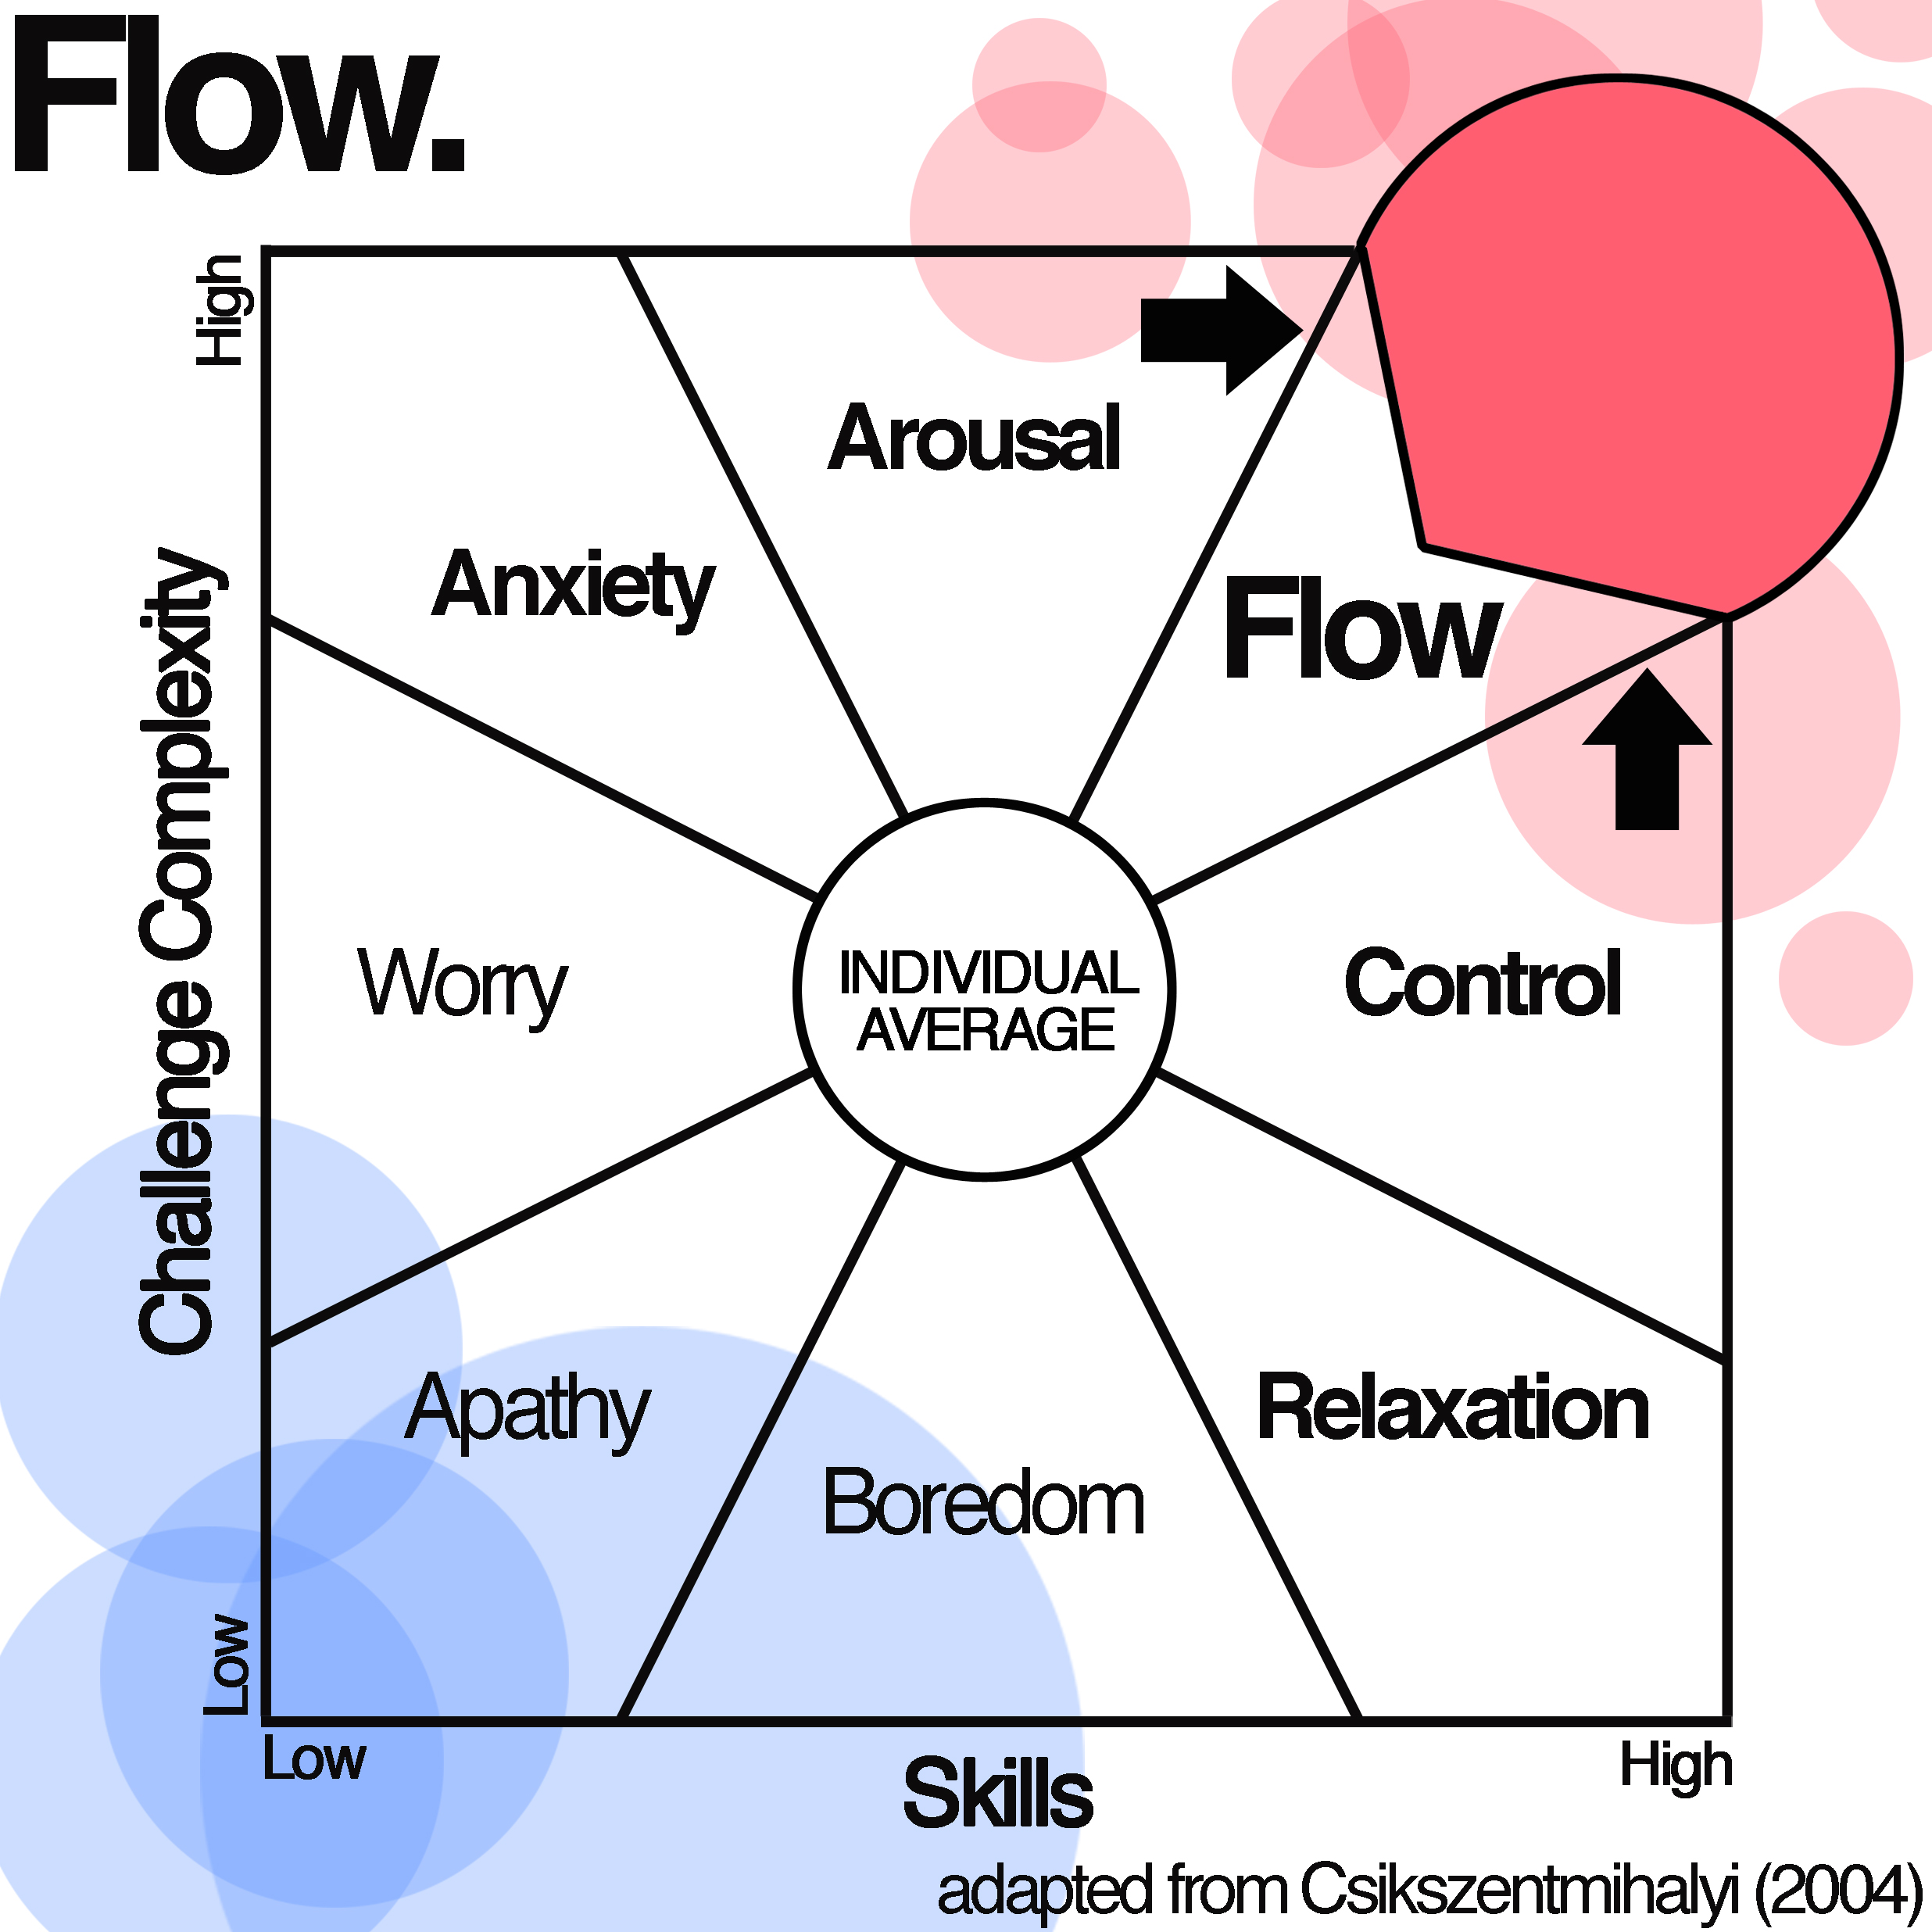 Flow.
High
Arousal
Anxiety
Flow
Challenge Complexity
Worry
INDIVIDUAL
AVERAGE
Control
Apathy
Relaxation
Boredom
Low
Low
High
Skills
adapted from Csikszentmihalyi (2004)